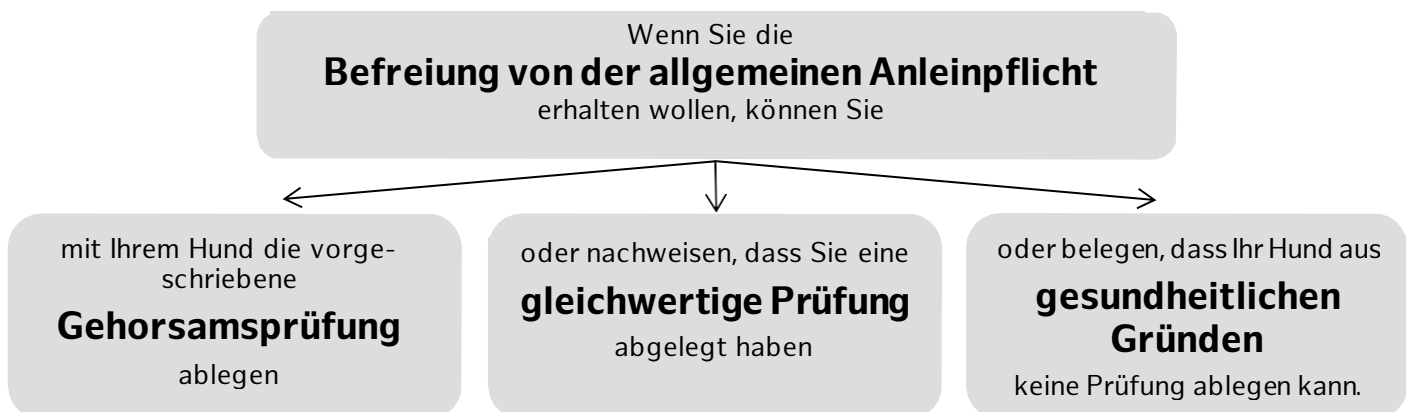 Wenn Sie die
Befreiung von der allgemeinen Anleinpflicht
erhalten wollen, können Sie
mit Ihrem Hund die vorge-
schriebene
Gehorsamsprüfung
ablegen
oder nachweisen, dass Sie eine
gleichwertige Prüfung
abgelegt haben
oder belegen, dass Ihr Hund aus
gesundheitlichen
Gründen
keine Prüfung ablegen kann.